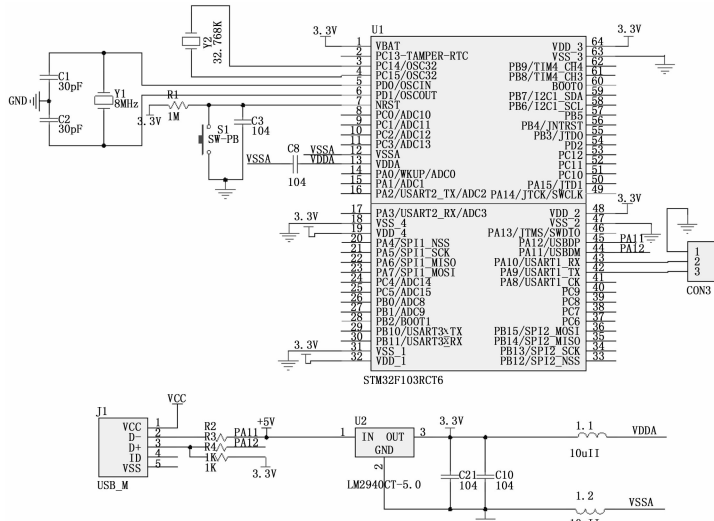 U1
3.3V
1 VBAT
2 PC13-TAMPER-RTC
3 PC14/OSC32
4 PC15/OSC32
5 PD0/OSCIN
6 PD1/OSCOUT
7 NRST
8 PC0/ADC10
9 PC1/ADC11
10 PC2/ADC12
11 PC3/ADC13
12 VSSA
13 VDDA
14 PA0/WKUP/ADC0
15 PA1/ADC1
16 PA2/USART2_TX/ADC2
17 PA3/USART2_RX/ADC3
18 VSS_4
19 VDD_4
20 PA4/SPI1_NSS
21 PA5/SPI1_SCK
22 PA6/SPI1_MISO
23 PA7/SPI1_MOSI
24 PC4/ADC14
25 PC5/ADC15
26 PB0/ADC8
27 PB1/ADC9
28 PB2/BOOT1
29 PB10/USART3_TX
30 PB11/USART3_RX
31 VSS_1
32 VDD_1
VDD_3 64
VSS_3 63
PB9/TIM4_CH4 62
PB8/TIM4_CH3 61
BOOT0 60
PB7/I2C1_SDA 59
PB6/I2C1_SCL 58
PB5 57
PB4/JNTRST 56
PB3/JTDO 55
PD2 54
PC12 53
PC11 52
PC10 51
PA15/JTD1 50
PA14/JTCK/SWCLK 49
VDD_2 48
VSS_2 47
PA13/JTMS/SWDIO 46
PA12/USBDP 45
PA11/USBDM 44
PA10/USART1_RX 43
PA9/USART1_TX 42
PA8/USART1_CK 41
PC9 40
PC8 39
PC7 38
PC6 37
PB15/SPI2_MOSI 36
PB14/SPI2_MISO 35
PB13/SPI2_SCK 34
PB12/SPI2_NSS 33
STM32F103RCT6
Y2
32.768K
C1
30pF
GND
C2
30pF
Y1
8MHz
3.3V
R1
1M
S1
SW-PB
C3
104
VSSA
C8
104
VSSA
VDDA
3.3V
3.3V
3.3V
3.3V
PA11
PA12
1
2
3
CON3
J1
VCC 1
D- 2
D+ 3
ID 4
VSS 5
USB_M
VCC
R2
R3
R4
1K
1K
PA11
PA12
+5V
3.3V
U2
1 IN OUT 3
GND
2
LM2940CT-5.0
3.3V
C21
104
C10
104
1.1
10uII
VDDA
1.2
VSSA
10uII